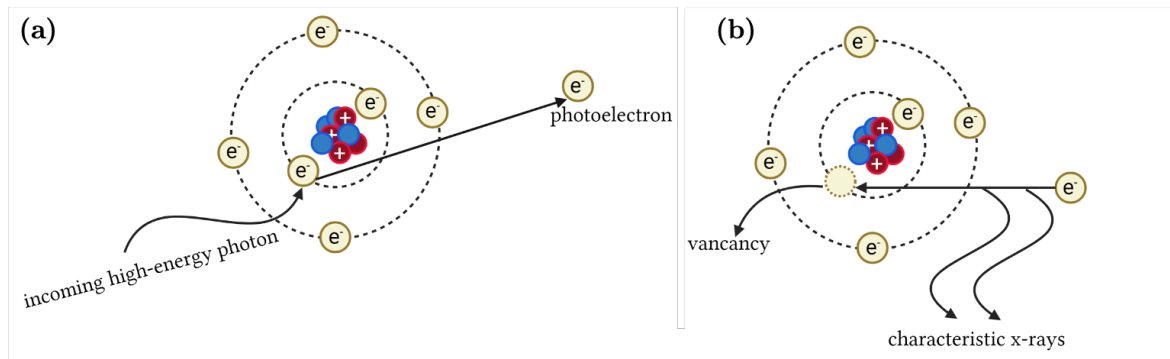 (a)
e-
e-
e-
e-
e-
e-
e-
photoelectron
+
+
+
+
incoming high-energy photon
(b)
e-
e-
e-
e-
e-
e-
+
+
+
+
vancancy
characteristic x-rays